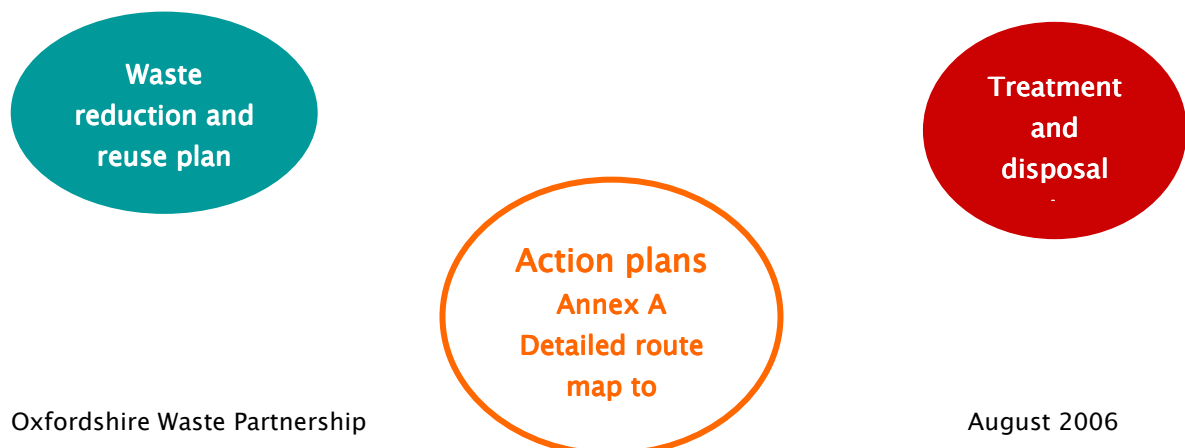 Waste
reduction and
reuse plan
Treatment
and
disposal
Action plans
Annex A
Detailed route
map to
Oxfordshire Waste Partnership
August 2006